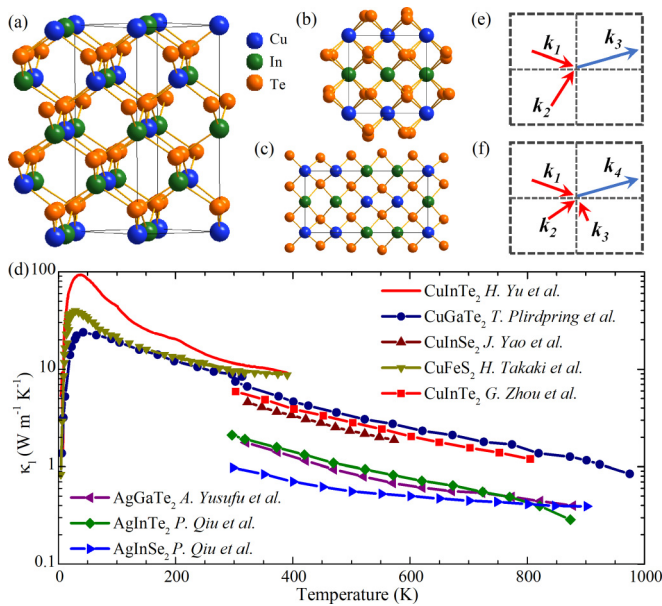 (a)
Cu
In
Te
(b)
(c)
(e)
k1
k2
k3
(f)
k1
k2
k3
k4
(d)
100
10
1
0.1
κl (W m-1 K-1)
CuInTe2 H. Yu et al.
CuGaTe2 T. Plirdpring et al.
CuInSe2 J. Yao et al.
CuFeS2 H. Takaki et al.
CuInTe2 G. Zhou et al.
AgGaTe2 A. Yusufu et al.
AgInTe2 P. Qiu et al.
AgInSe2 P. Qiu et al.
0 200 400 600 800 1000
Temperature (K)